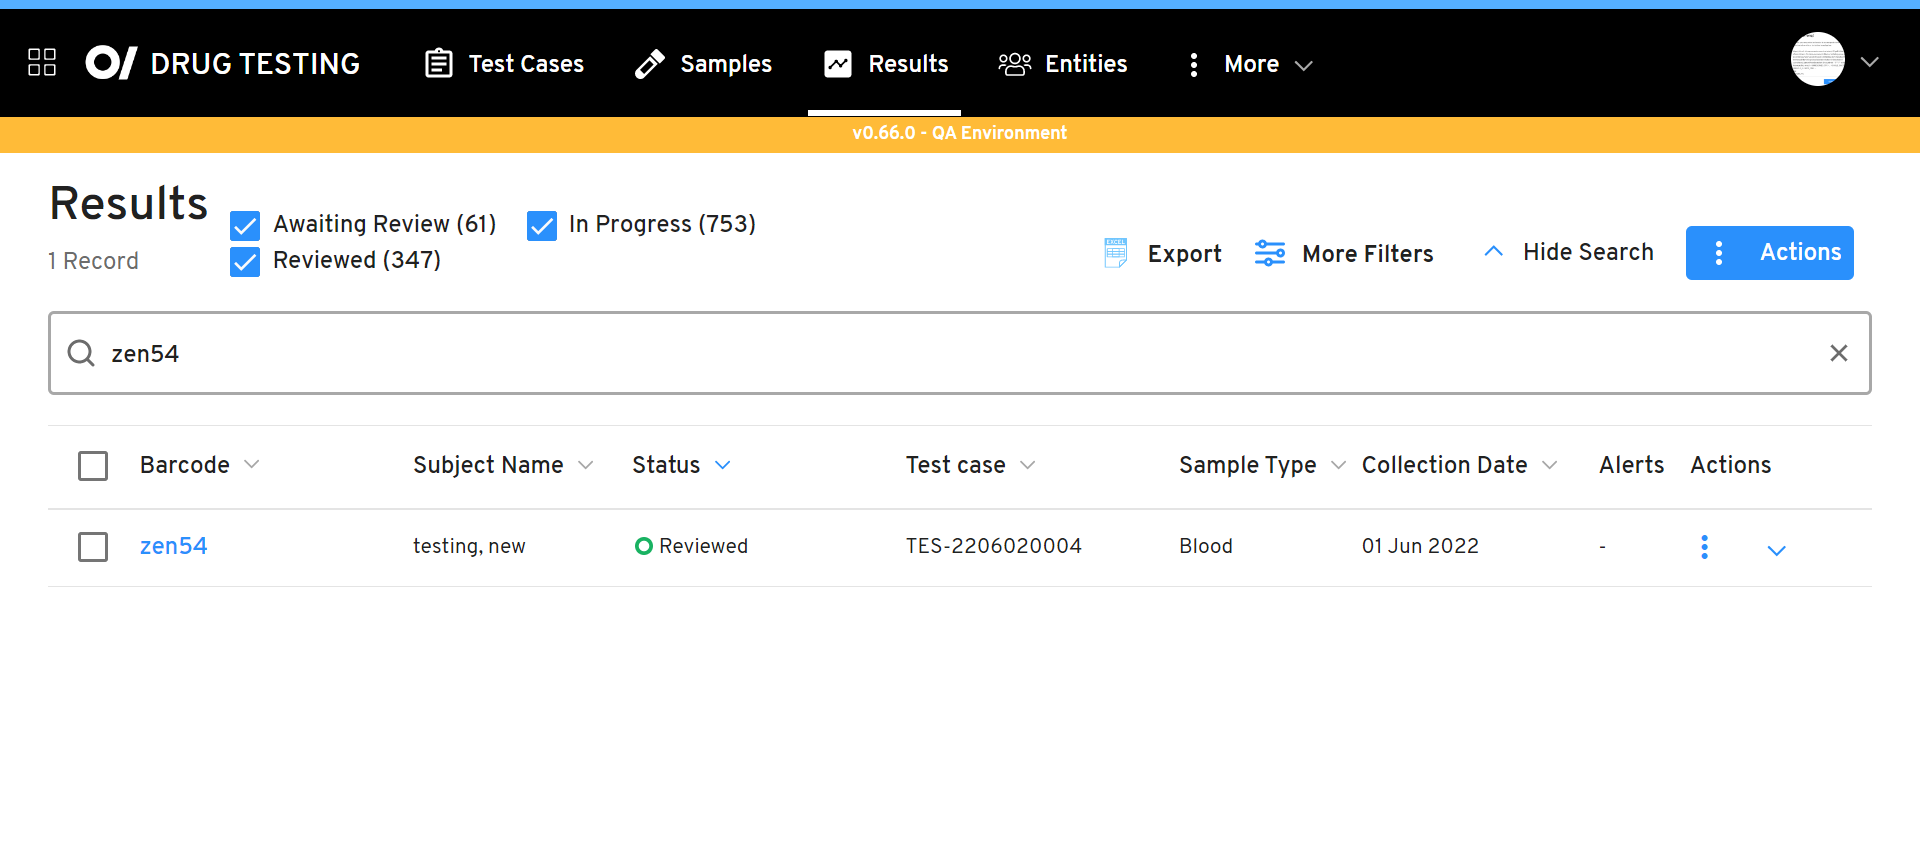 DRUG TESTING
Test Cases
Samples
Results
Entities
More
v0.66.0 - QA Environment
Results
1 Record
Awaiting Review (61)
In Progress (753)
Reviewed (347)
EXCEL
Export
More Filters
Hide Search
Actions
zen54
Barcode
Subject Name
Status
Test case
Sample Type
Collection Date
Alerts
Actions
zen54
testing, new
Reviewed
TES-2206020004
Blood
01 Jun 2022
-